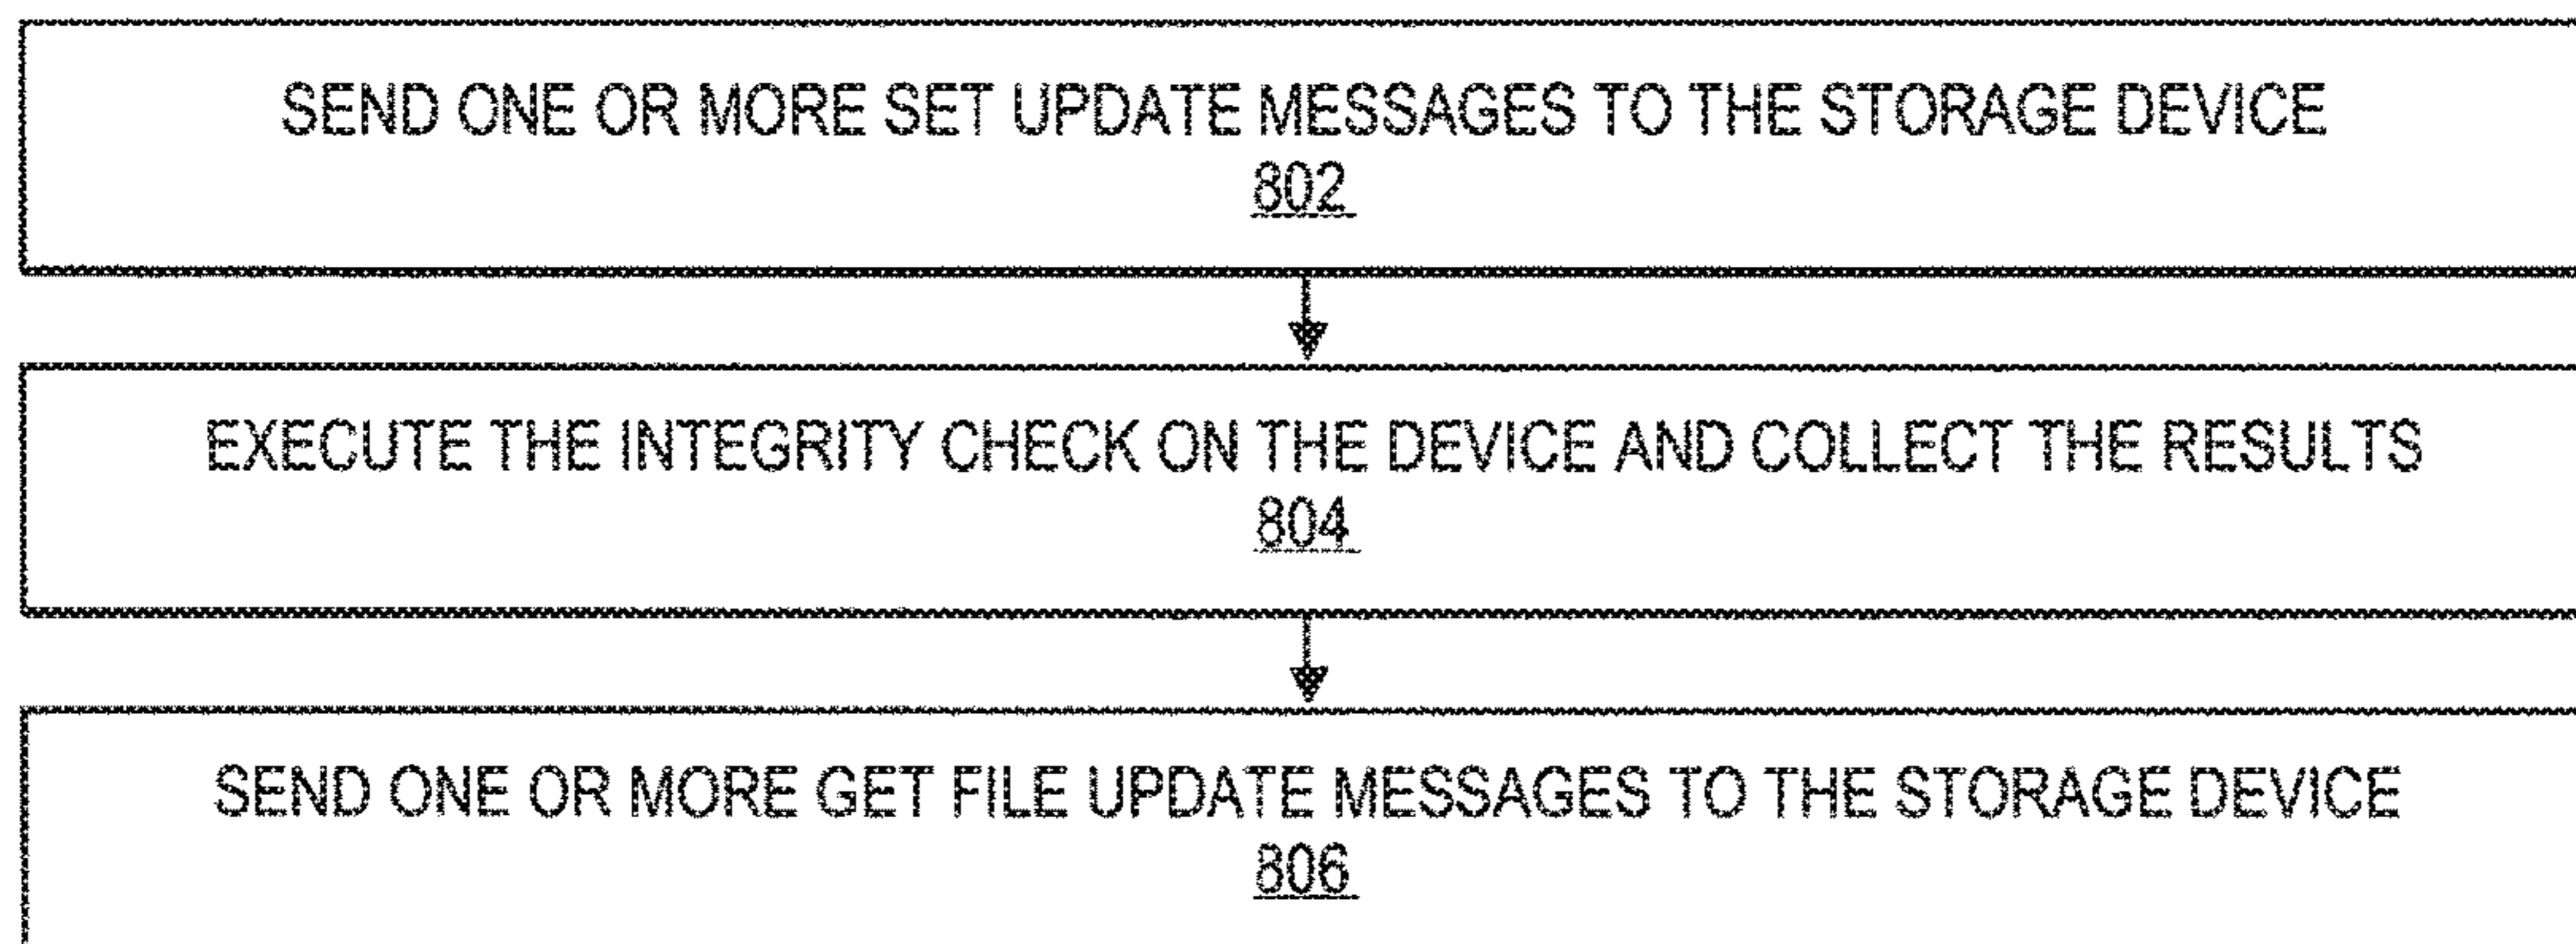 SEND ONE OR MORE SET UPDATE MESSAGES TO THE STORAGE DEVICE
802
EXECUTE THE INTEGRITY CHECK ON THE DEVICE AND COLLECT THE RESULTS
804
SEND ONE OR MORE GET FILE UPDATE MESSAGES TO THE STORAGE DEVICE
806